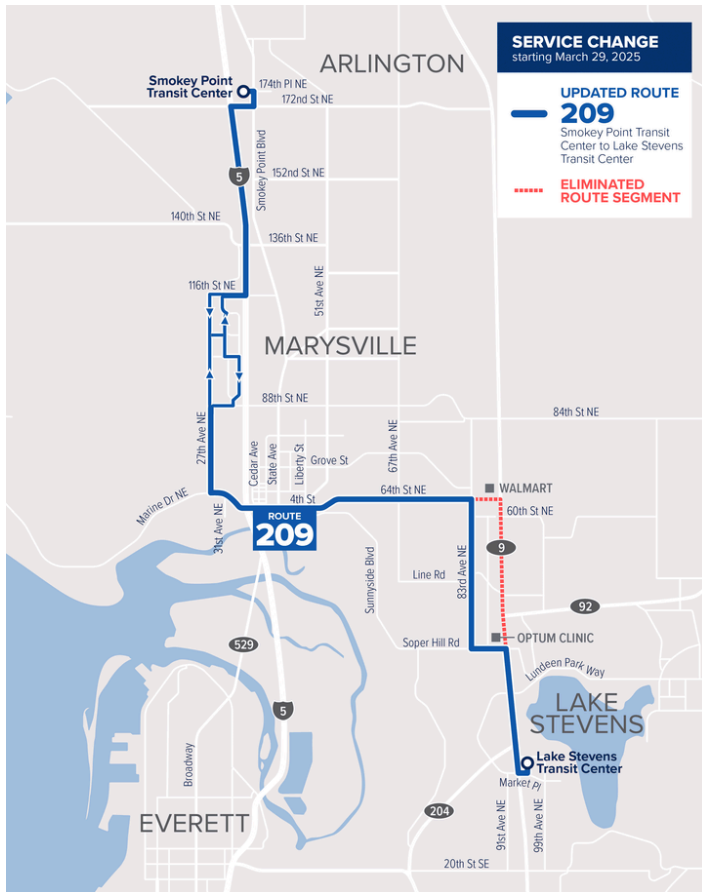 SERVICE CHANGE
starting March 29, 2025
UPDATED ROUTE
209
Smokey Point Transit
Center to Lake Stevens
Transit Center
ELIMINATED
ROUTE SEGMENT
ARLINGTON
Smokey Point
Transit Center
174th Pl NE
172nd St NE
Smokey Point Blvd
5
152nd St NE
140th St NE
136th St NE
116th St NE
51st Ave NE
MARYSVILLE
88th St NE
84th St NE
27th Ave NE
Cedar Ave
State Ave
Liberty St
Grove St
67th Ave NE
64th St NE
WALMART
60th St NE
4th St
Marine Dr NE
31st Ave NE
ROUTE
209
9
83rd Ave NE
Sunnyside Blvd
Line Rd
92
Soper Hill Rd
OPTUM CLINIC
529
Lundeen Park Way
LAKE
STEVENS
5
Lake Stevens
Transit Center
Market Pl
Broadway
204
91st Ave NE
99th Ave NE
EVERETT
20th St SE